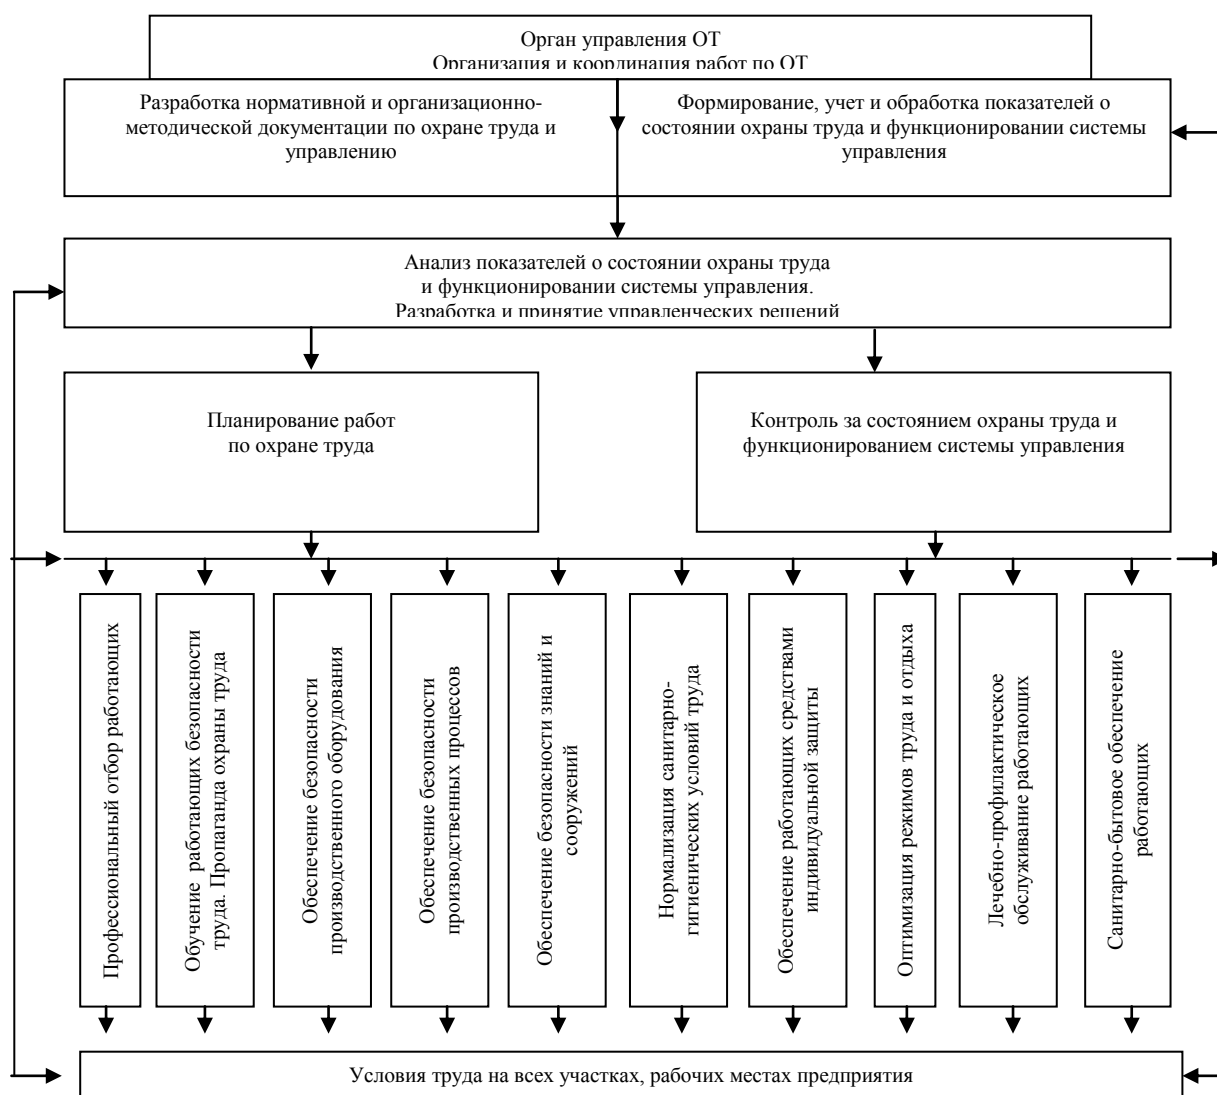 Орган управления ОТ
Организация и координация работ по ОТ
Разработка нормативной и организационно-
методической документации по охране труда и
управлению
Формирование, учет и обработка показателей о
состоянии охраны труда и функционировании системы
управления
Анализ показателей о состоянии охраны труда
и функционировании системы управления.
Разработка и принятие управленческих решений
Планирование работ
по охране труда
Контроль за состоянием охраны труда и
функционированием системы управления
Профессиональный отбор работающих
Обучение работающих безопасности
труда. Пропаганда охраны труда
Обеспечение безопасности
производственного оборудования
Обеспечение безопасности
производственных процессов
Обеспечение безопасности знаний и
сооружений
Нормализация санитарно-
гигиенических условий труда
Обеспечение работающих средствами
индивидуальной защиты
Оптимизация режимов труда и отдыха
Лечебно-профилактическое
обслуживание работающих
Санитарно-бытовое обеспечение
работающих
Условия труда на всех участках, рабочих местах предприятия